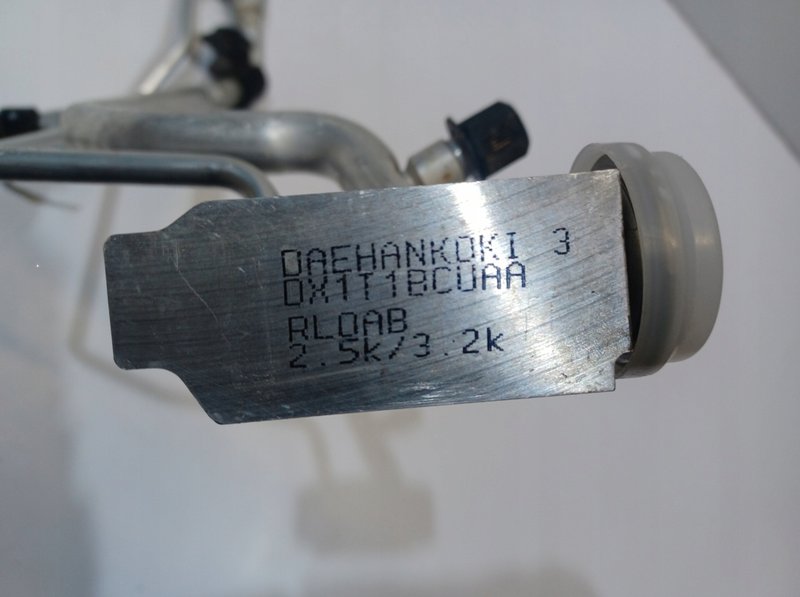 DAEHANKOKI 3
DX1T1BCUAA
RLOAB
2.5k/3.2k